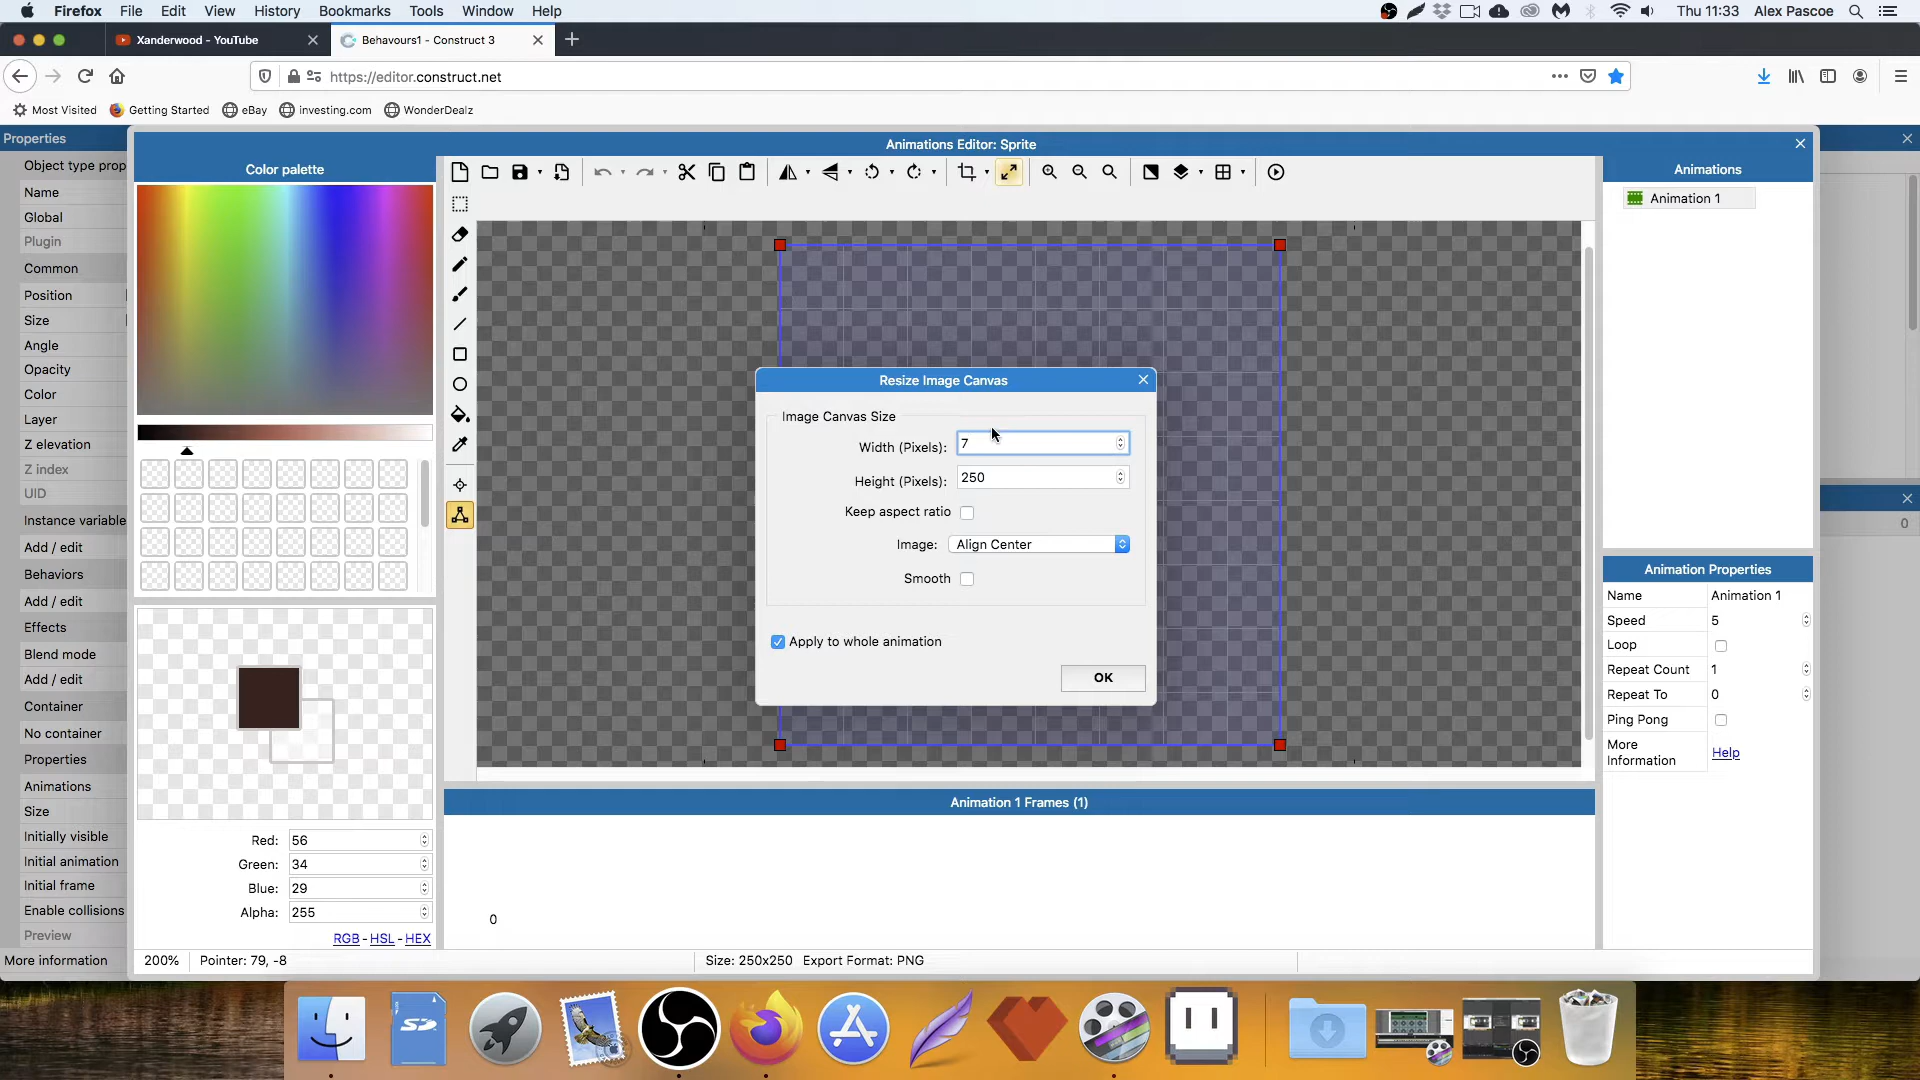 Firefox File Edit View History Bookmarks Tools Window Help Thu 11:33 Alex Pascoe
Xanderwood - YouTube Behavours1 - Construct 3
https://editor.construct.net
Most Visited Getting Started eBay investing.com WonderDealz
Properties
Animations Editor: Sprite
Object type prop
Name
Global
Plugin
Common
Position
Size
Angle
Opacity
Color
Layer
Z elevation
Z index
UID
Instance variable
Add / edit
Behaviors
Add / edit
Effects
Blend mode
Add / edit
Container
No container
Properties
Animations
Size
Initially visible
Initial animation
Initial frame
Enable collisions
Preview
More information
Color palette
Red: 56
Green: 34
Blue: 29
Alpha: 255
RGB - HSL - HEX
200% Pointer: 79, -8
Resize Image Canvas
Image Canvas Size
Width (Pixels): 7
Height (Pixels): 250
Keep aspect ratio
Image: Align Center
Smooth
Apply to whole animation
OK
Animation 1 Frames (1)
0
Size: 250x250 Export Format: PNG
Animations
Animation 1
Animation Properties
Name Animation 1
Speed 5
Loop
Repeat Count 1
Repeat To 0
Ping Pong
More
Information Help
0
SD